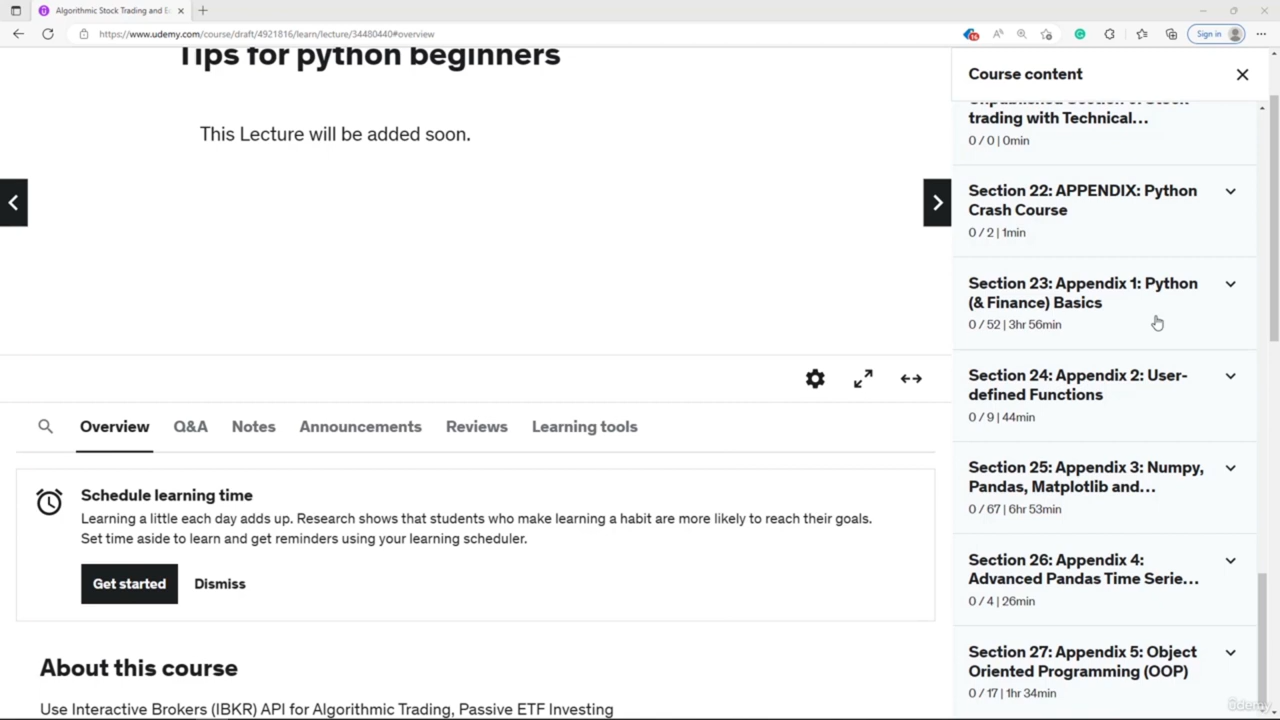 Algorithmic Stock Trading and E
https://www.udemy.com/course/draft/4921816/learn/lecture/34480440#overview
Sign in
Tips for python beginners
This Lecture will be added soon.
Overview
Q&A
Notes
Announcements
Reviews
Learning tools
Schedule learning time
Learning a little each day adds up. Research shows that students who make learning a habit are more likely to reach their goals.
Set time aside to learn and get reminders using your learning scheduler.
Get started
Dismiss
About this course
Use Interactive Brokers (IBKR) API for Algorithmic Trading, Passive ETF Investing
Course content
trading with Technical...
0 / 0 | 0min
Section 22: APPENDIX: Python
Crash Course
0 / 2 | 1min
Section 23: Appendix 1: Python
(& Finance) Basics
0 / 52 | 3hr 56min
Section 24: Appendix 2: User-
defined Functions
0 / 9 | 44min
Section 25: Appendix 3: Numpy,
Pandas, Matplotlib and...
0 / 67 | 6hr 53min
Section 26: Appendix 4:
Advanced Pandas Time Serie...
0 / 4 | 26min
Section 27: Appendix 5: Object
Oriented Programming (OOP)
0 / 17 | 1hr 34min
ûdemy